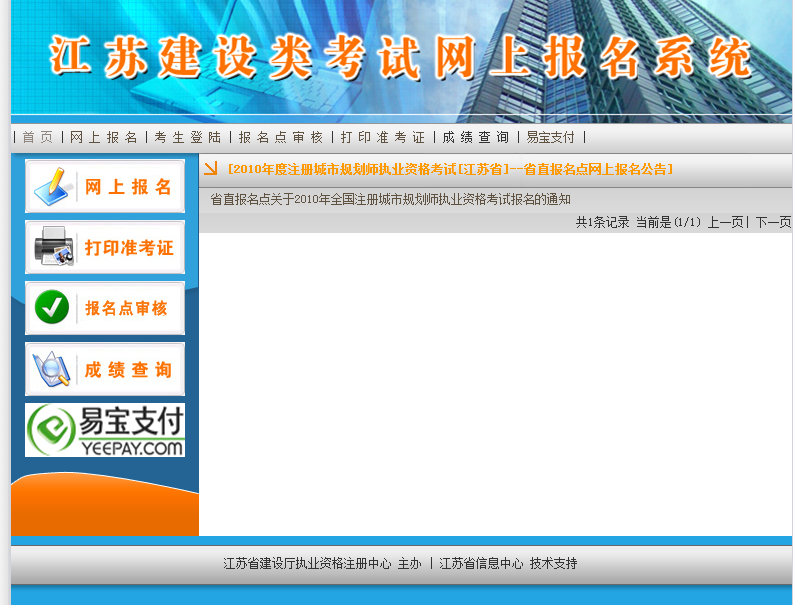 江苏建设类考试网上报名系统
| 首 页 | 网 上 报 名 | 考 生 登 陆 | 报 名 点 审 核 | 打 印 准 考 证 | 成 绩 查 询 | 易宝支付 |
网 上 报 名
打印准考证
报名点审核
成 绩 查 询
易宝支付
YEEPAY.COM
[2010年度注册城市规划师执业资格考试[江苏省]--省直报名点网上报名公告]
省直报名点关于2010年全国注册城市规划师执业资格考试报名的通知
共1条记录 当前是(1/1) 上一页| 下一页
江苏省建设厅执业资格注册中心 主办 | 江苏省信息中心 技术支持